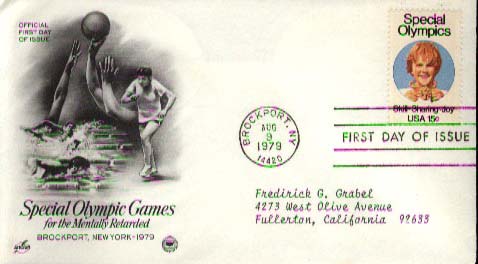 OFFICIAL
FIRST DAY
OF ISSUE
Special
Olympics
Skill·Sharing·Joy
USA 15c
BROCKPORT, NY
AUG
9
1979
14420
FIRST DAY OF ISSUE
Fredirick G. Grabel
4273 West Olive Avenue
Fullerton, California 92633
Special Olympic Games
for the Mentally Retarded
BROCKPORT, NEW YORK-1979